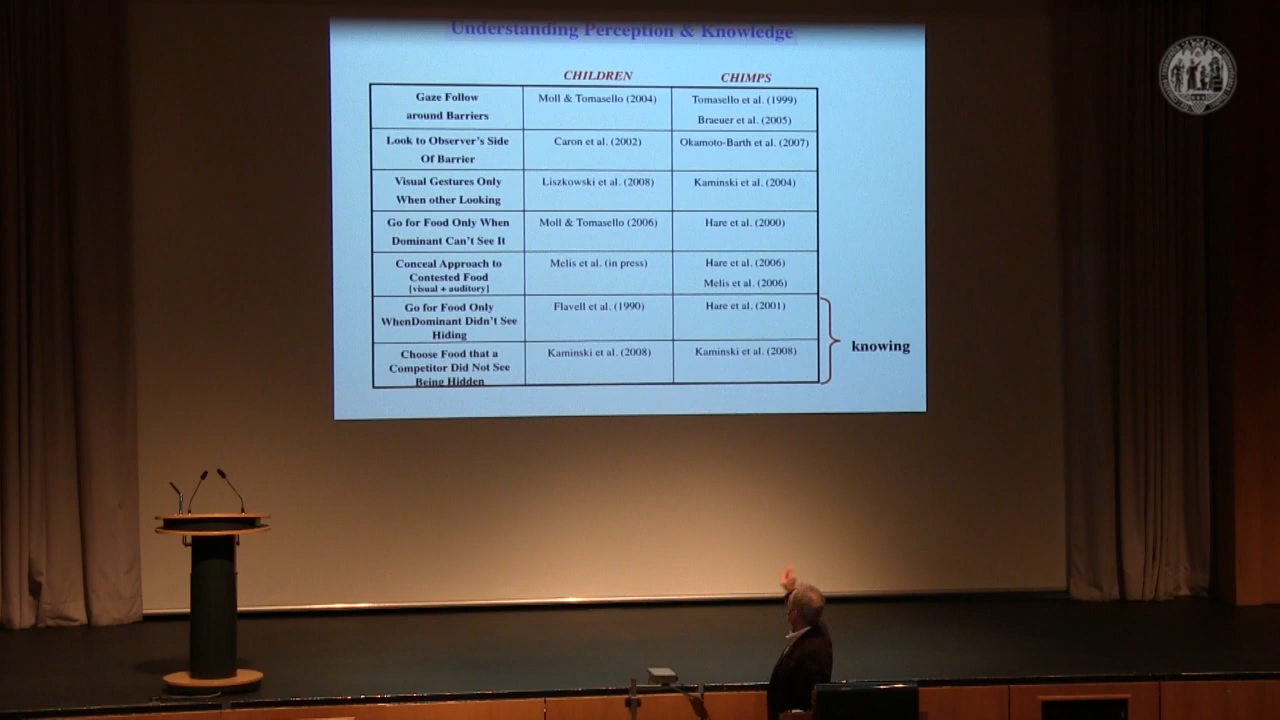 Understanding Perception & Knowledge
CHILDREN CHIMPS
Gaze Follow
around Barriers
Moll & Tomasello (2004)
Tomasello et al. (1999)
Braeuer et al. (2005)
Look to Observer's Side
Of Barrier
Caron et al. (2002)
Okamoto-Barth et al. (2007)
Visual Gestures Only
When other Looking
Liszkowski et al. (2008)
Kaminski et al. (2004)
Go for Food Only When
Dominant Can't See It
Moll & Tomasello (2006)
Hare et al. (2000)
Conceal Approach to
Contested Food
[visual + auditory]
Melis et al. (in press)
Hare et al. (2006)
Melis et al. (2006)
Go for Food Only
WhenDominant Didn't See
Hiding
Flavell et al. (1990)
Hare et al. (2001)
Choose Food that a
Competitor Did Not See
Being Hidden
Kaminski et al. (2008)
Kaminski et al. (2008)
knowing